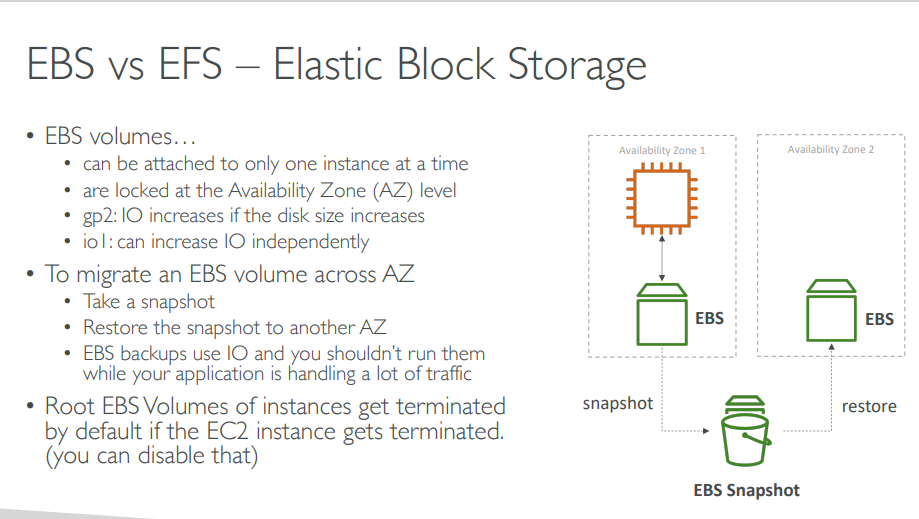 EBS vs EFS – Elastic Block Storage
• EBS volumes…
• can be attached to only one instance at a time
• are locked at the Availability Zone (AZ) level
• gp2: IO increases if the disk size increases
• io1: can increase IO independently
• To migrate an EBS volume across AZ
• Take a snapshot
• Restore the snapshot to another AZ
• EBS backups use IO and you shouldn’t run them
while your application is handling a lot of traffic
• Root EBS Volumes of instances get terminated
by default if the EC2 instance gets terminated.
(you can disable that)
Availability Zone 1
Availability Zone 2
EBS
EBS
snapshot
restore
EBS Snapshot